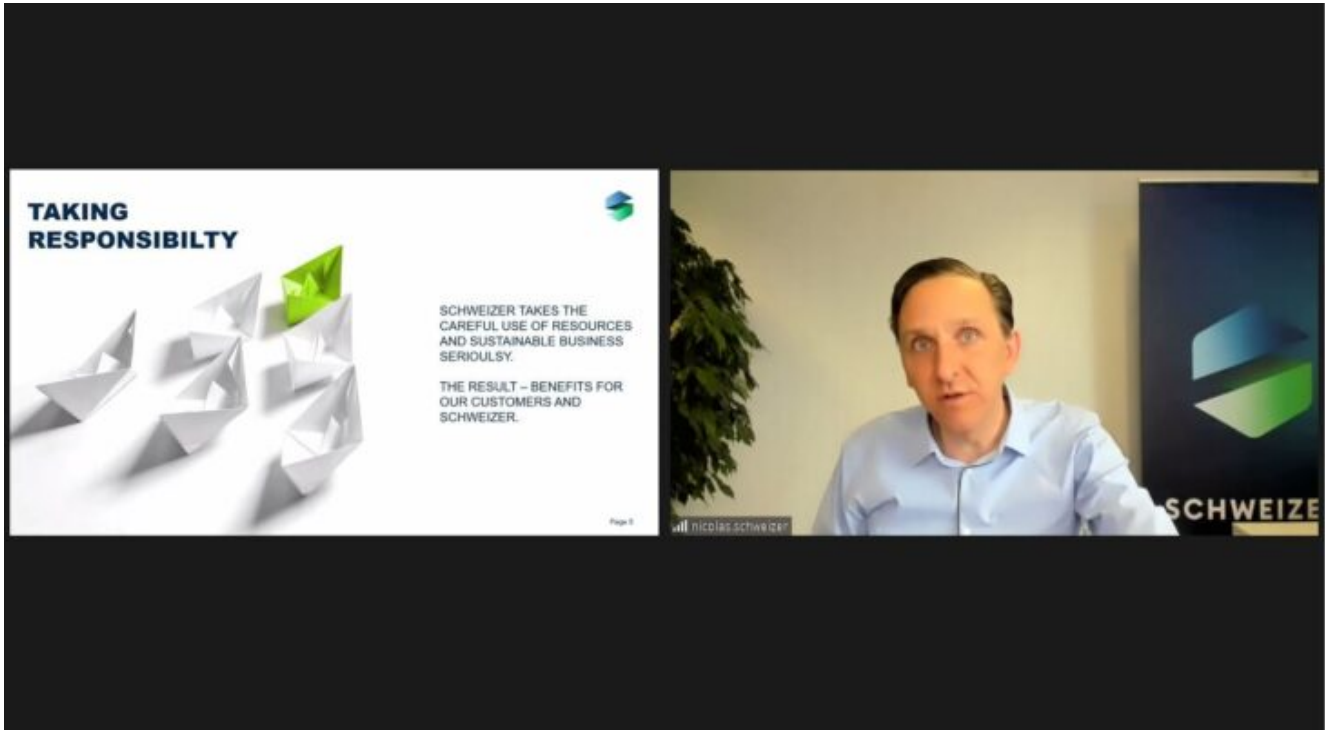 TAKING
RESPONSIBILTY
SCHWEIZER TAKES THE
CAREFUL USE OF RESOURCES
AND SUSTAINABLE BUSINESS
SERIOULSY.
THE RESULT – BENEFITS FOR
OUR CUSTOMERS AND
SCHWEIZER.
nicolas.schweizer
SCHWEIZE